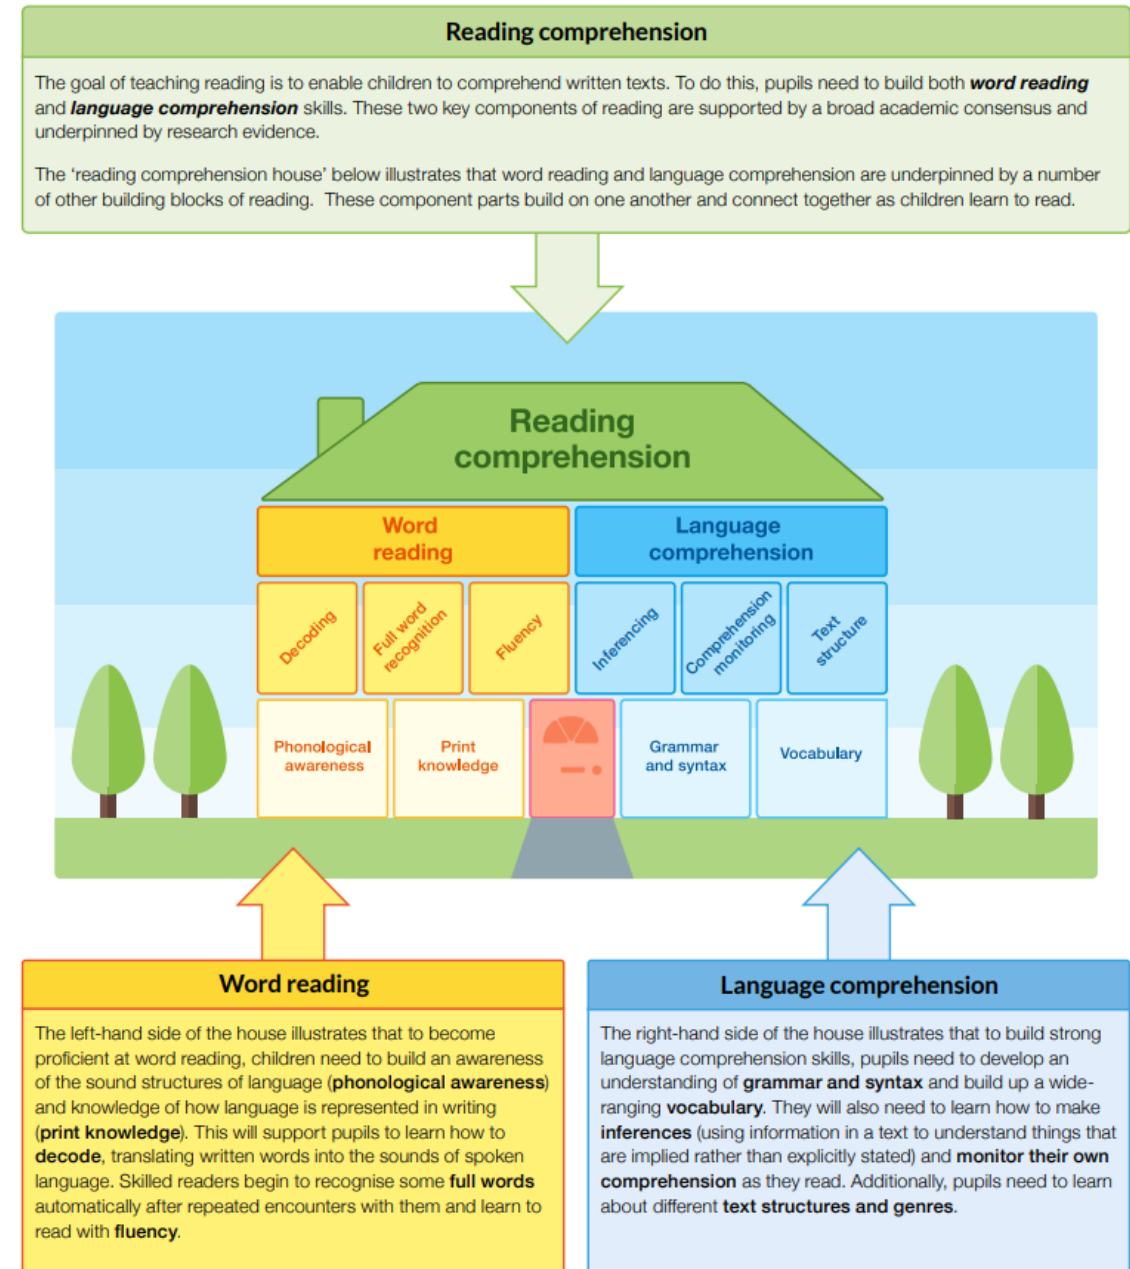 Reading comprehension
The goal of teaching reading is to enable children to comprehend written texts. To do this, pupils need to build both word reading
and language comprehension skills. These two key components of reading are supported by a broad academic consensus and
underpinned by research evidence.
The ‘reading comprehension house’ below illustrates that word reading and language comprehension are underpinned by a number
of other building blocks of reading.  These component parts build on one another and connect together as children learn to read.
Reading
comprehension
Word
reading
Language
comprehension
Decoding
Full word
recognition
Fluency
Inferencing
Comprehension
monitoring
Text
structure
Phonological
awareness
Print
knowledge
Grammar
and syntax
Vocabulary
Word reading
The left-hand side of the house illustrates that to become
proficient at word reading, children need to build an awareness
of the sound structures of language (phonological awareness)
and knowledge of how language is represented in writing
(print knowledge). This will support pupils to learn how to
decode, translating written words into the sounds of spoken
language. Skilled readers begin to recognise some full words
automatically after repeated encounters with them and learn to
read with fluency.
Language comprehension
The right-hand side of the house illustrates that to build strong
language comprehension skills, pupils need to develop an
understanding of grammar and syntax and build up a wide-
ranging vocabulary. They will also need to learn how to make
inferences (using information in a text to understand things that
are implied rather than explicitly stated) and monitor their own
comprehension as they read. Additionally, pupils need to learn
about different text structures and genres.